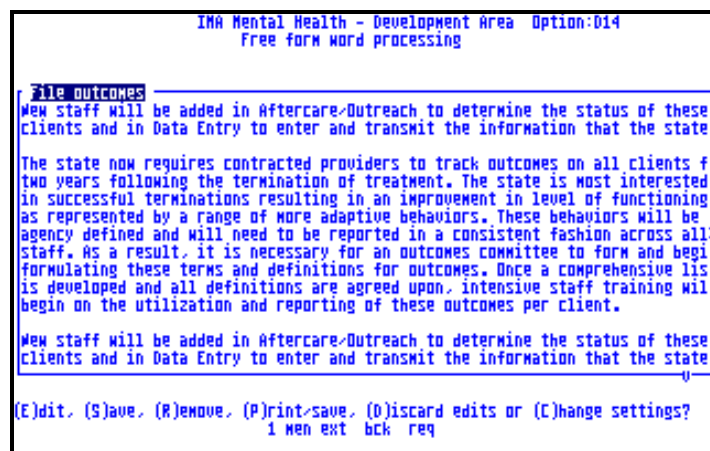 IMA Mental Health - Development Area Option:D14
Free form word processing
File outcomes
New staff will be added in Aftercare/Outreach to determine the status of these
clients and in Data Entry to enter and transmit the information that the state
The state now requires contracted providers to track outcomes on all clients f
two years following the termination of treatment. The state is most interested
in successful terminations resulting in an improvement in level of functioning
as represented by a range of more adaptive behaviors. These behaviors will be
agency defined and will need to be reported in a consistent fashion across all
staff. As a result, it is necessary for an outcomes committee to form and begi
formulating these terms and definitions for outcomes. Once a comprehensive lis
is developed and all definitions are agreed upon, intensive staff training wil
begin on the utilization and reporting of these outcomes per client.
New staff will be added in Aftercare/Outreach to determine the status of these
clients and in Data Entry to enter and transmit the information that the state
v
(E)dit, (S)ave, (R)emove, (P)rint/save, (D)iscard edits or (C)hange settings?
1 men ext bck req